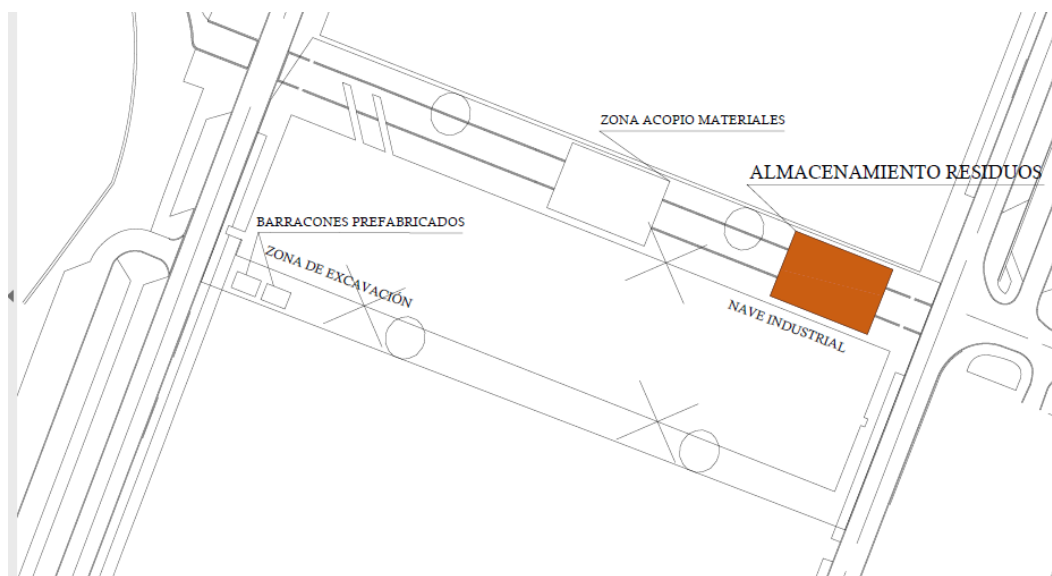 ZONA ACOPIO MATERIALES
ALMACENAMIENTO RESIDUOS
BARRACONES PREFABRICADOS
ZONA DE EXCAVACIÓN
NAVE INDUSTRIAL